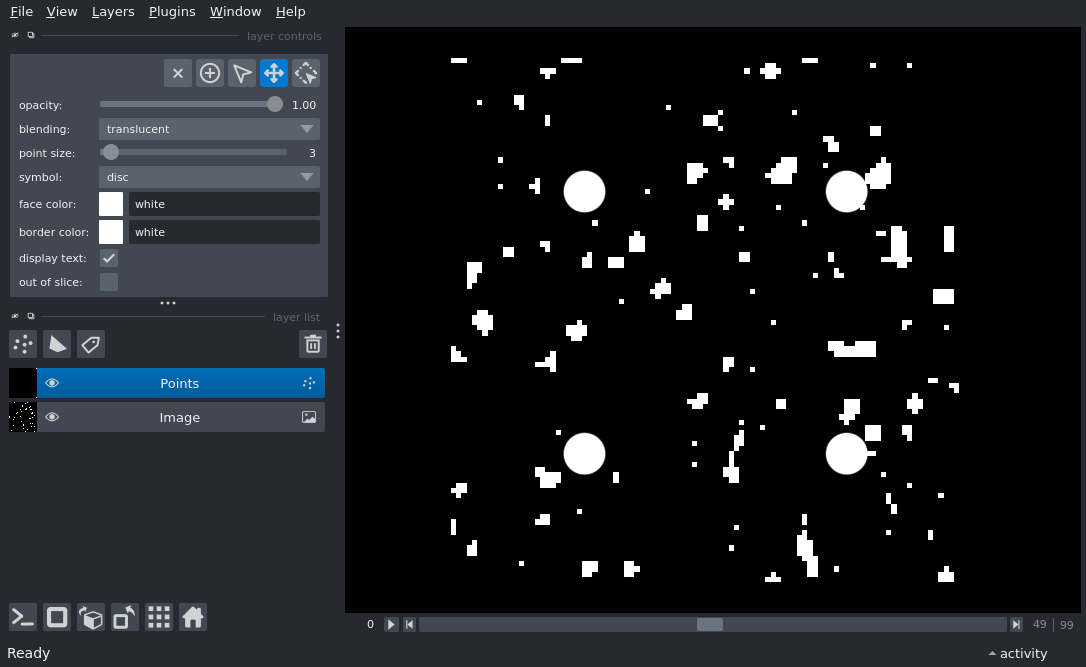 File View Layers Plugins Window Help
layer controls
opacity: 1.00
blending: translucent
point size: 3
symbol: disc
face color: white
border color: white
display text:
out of slice:
layer list
Points
Image
0 49 | 99
Ready activity